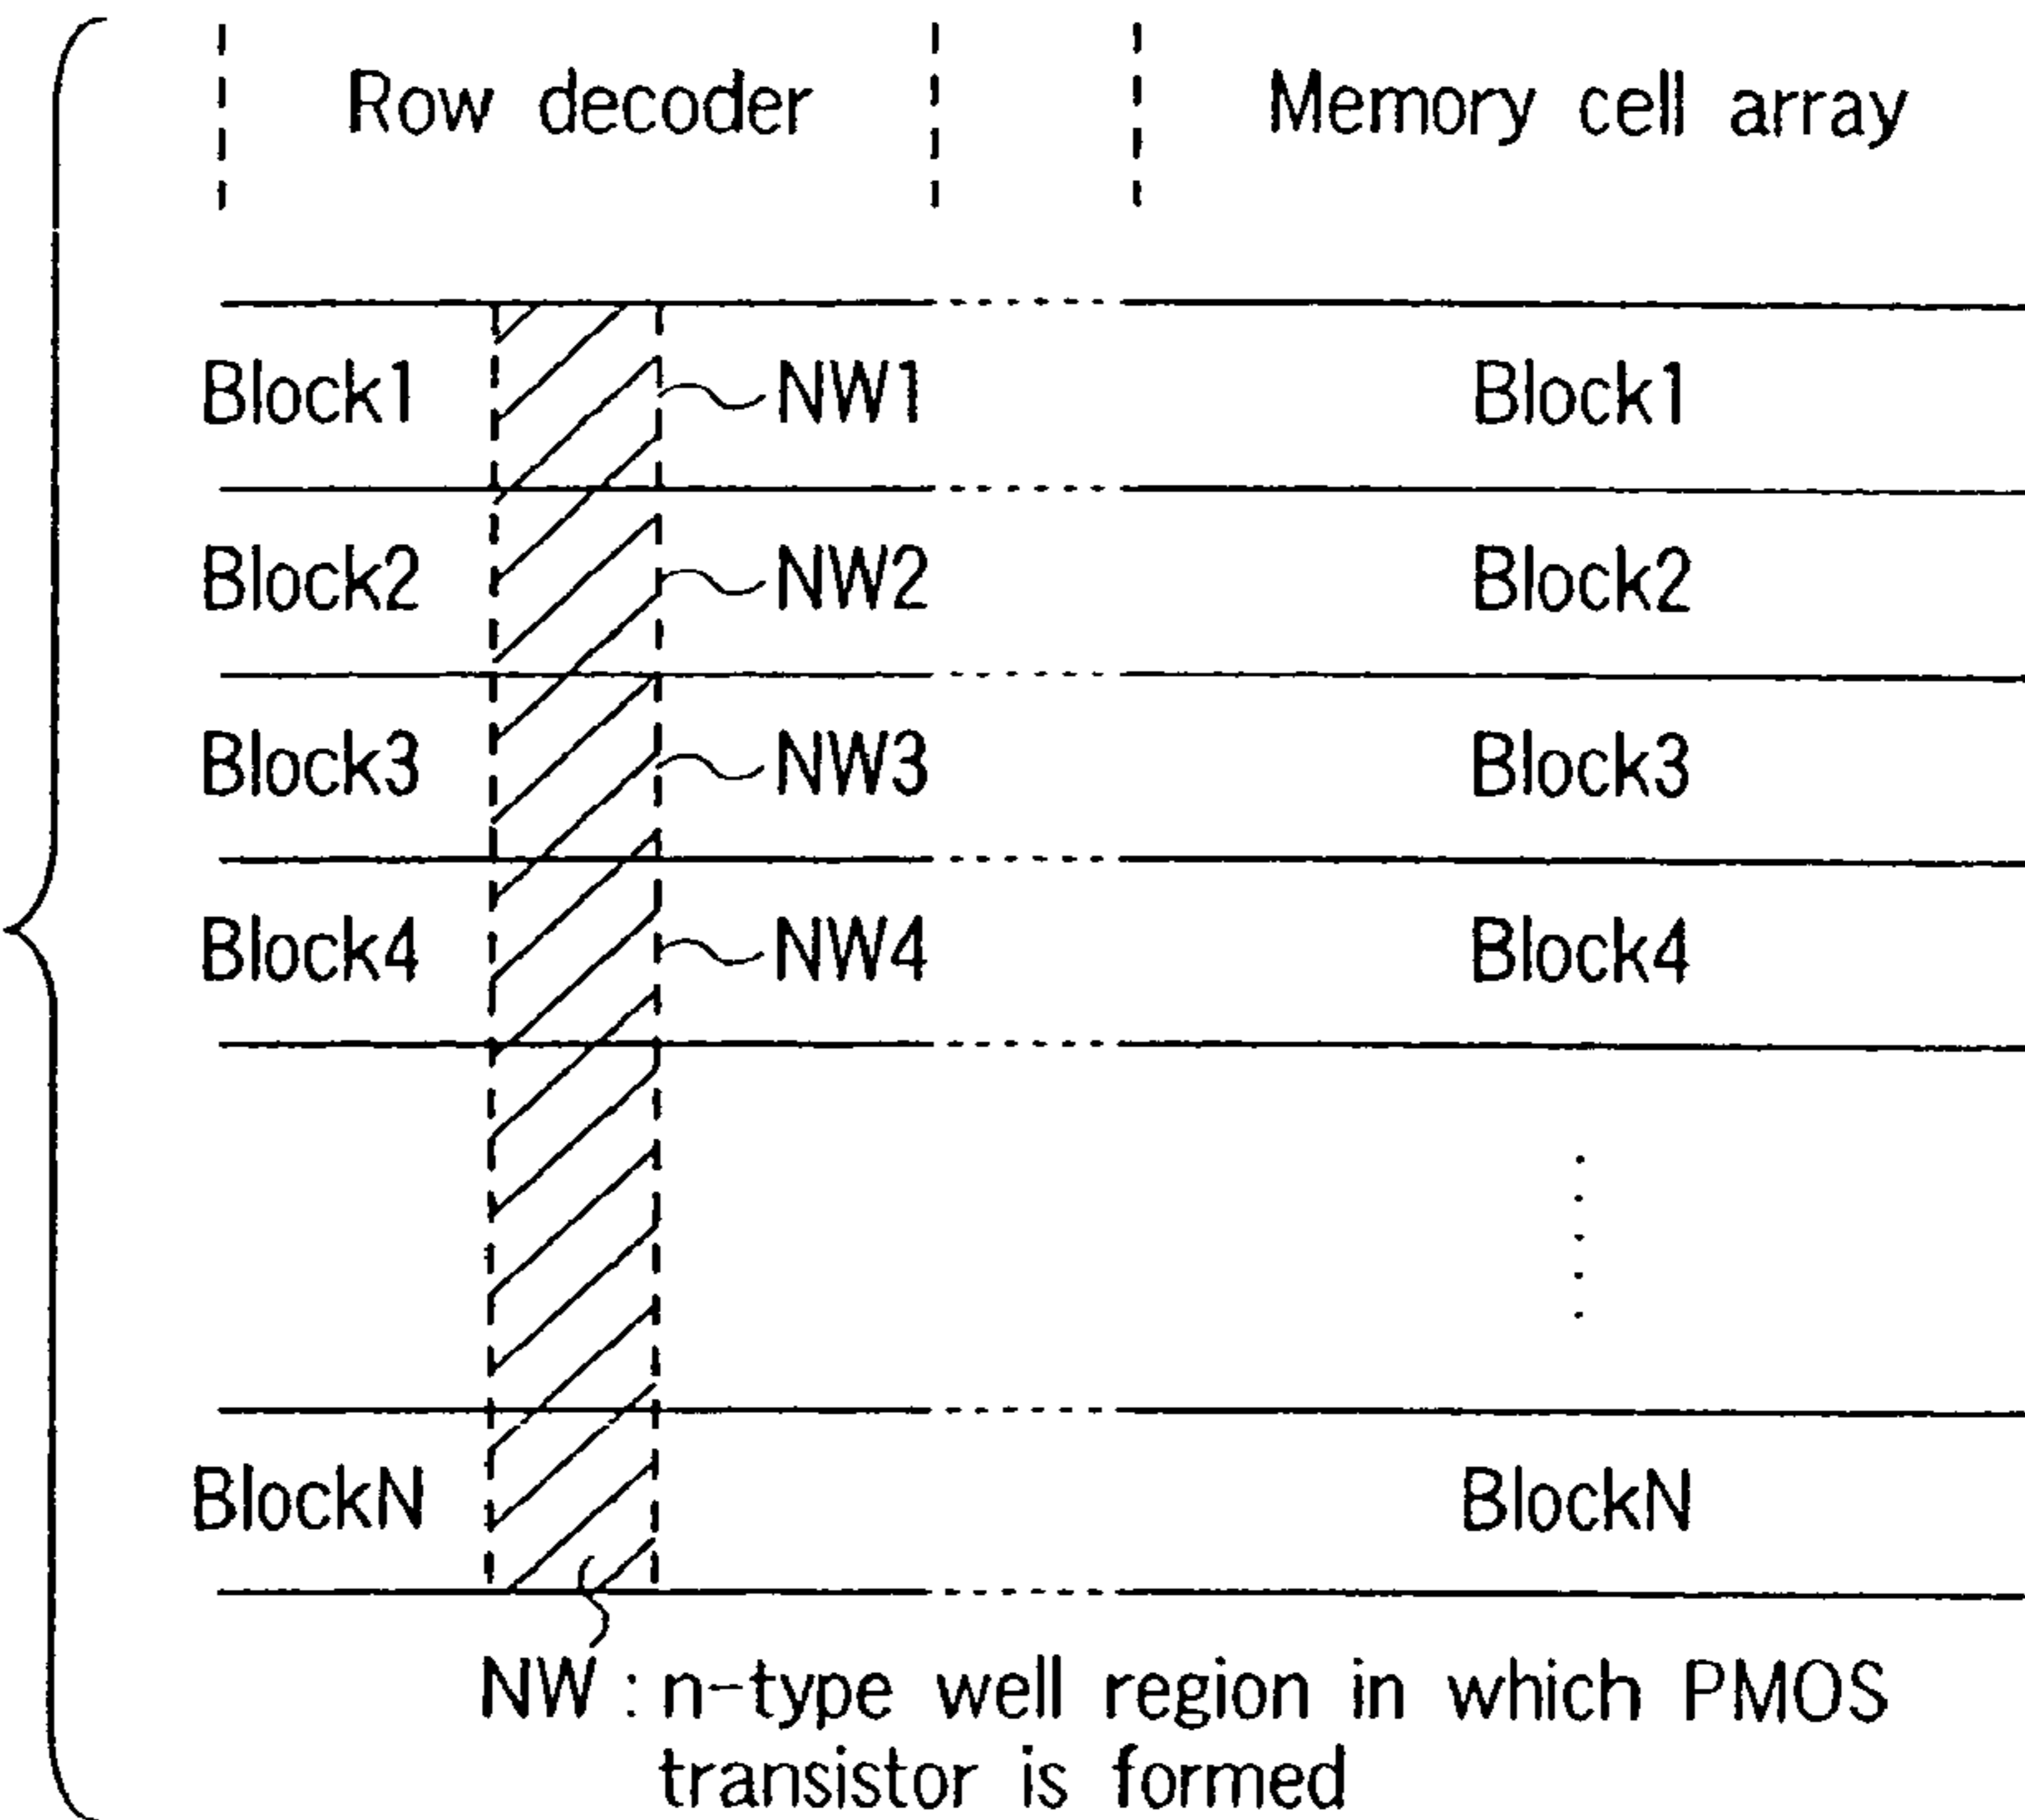 Row decoder Memory cell array
Block1 NW1 Block1
Block2 NW2 Block2
Block3 NW3 Block3
Block4 NW4 Block4
BlockN BlockN
NW : n-type well region in which PMOS
transistor is formed